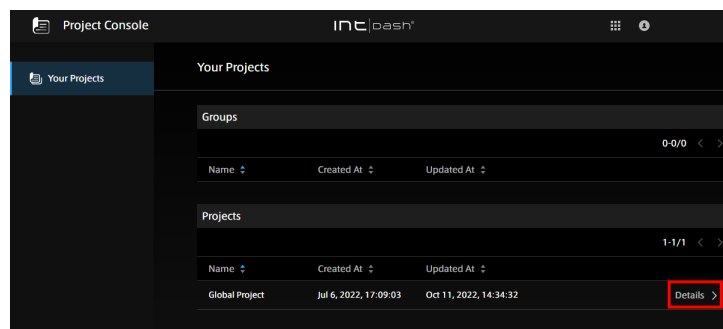 Project Console
intdash
Your Projects
Your Projects
Groups
0-0/0
Name Created At Updated At
Projects
1-1/1
Name Created At Updated At
Global Project Jul 6, 2022, 17:09:03 Oct 11, 2022, 14:34:32 Details